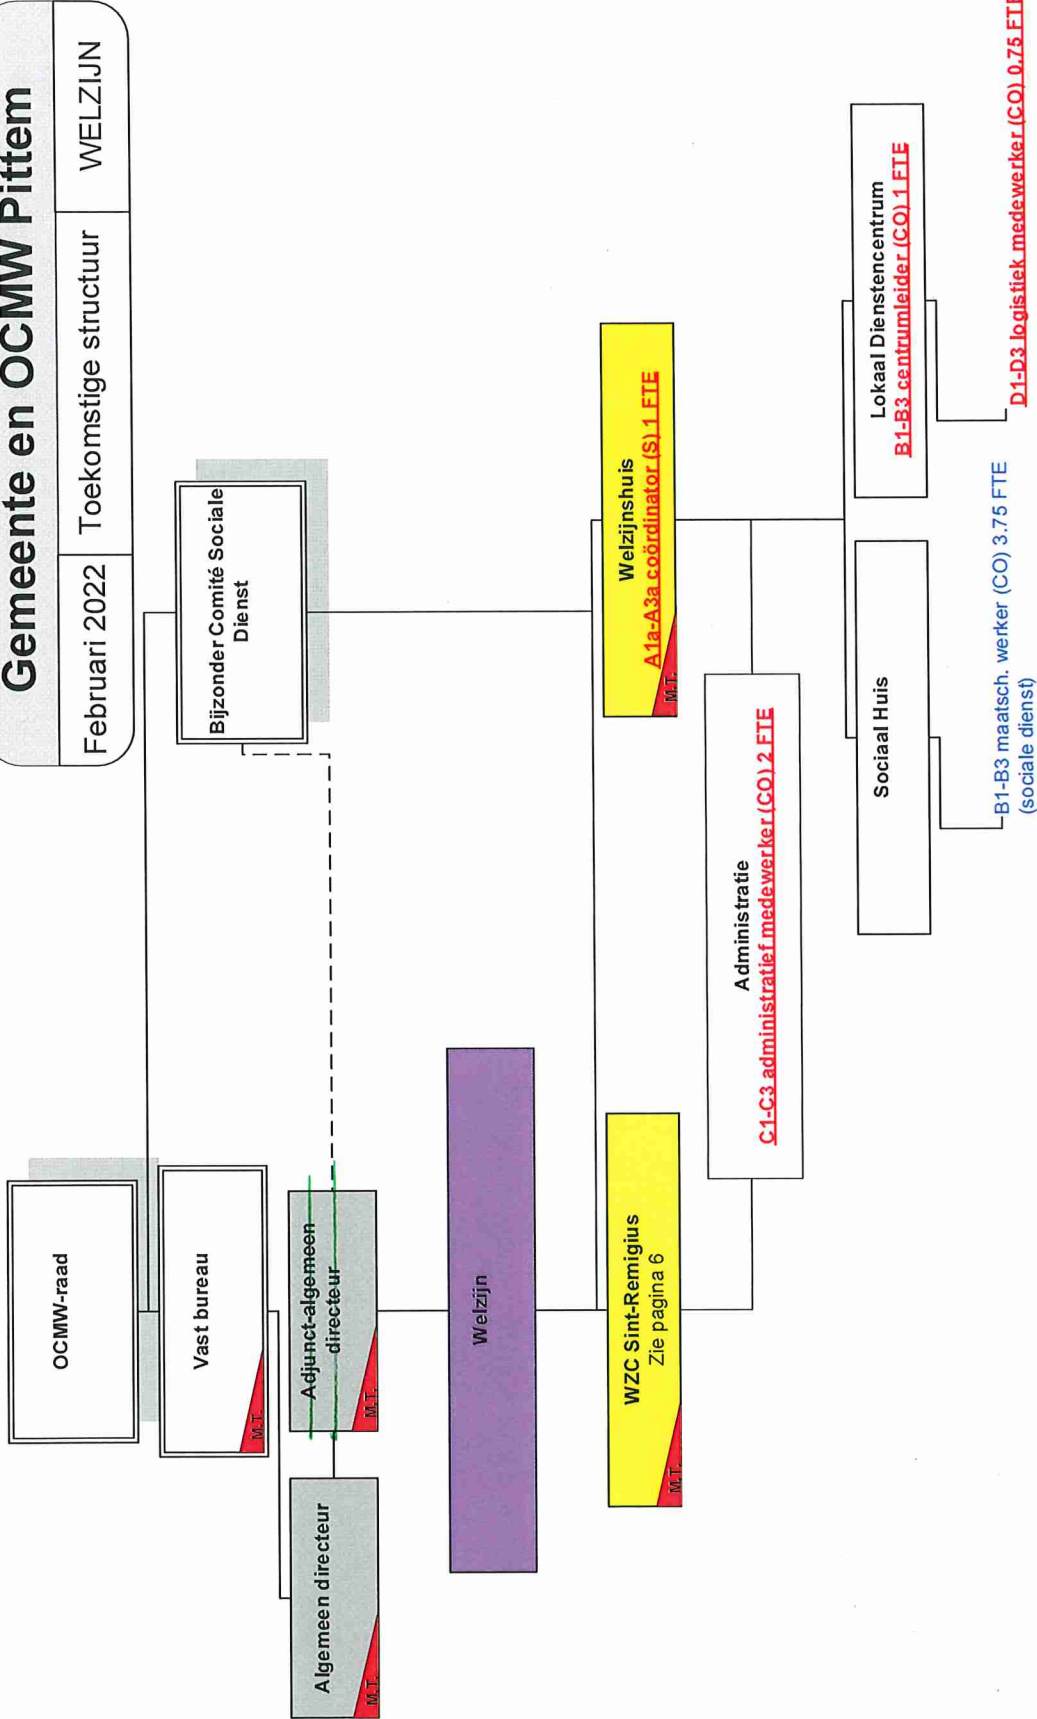 Gemeente en OCMW Pittem
Februari 2022
Toekomstige structuur
WELZIJN
OCMW-raad
Vast bureau
M.T.
Bijzonder Comité Sociale
Dienst
Algemeen directeur
M.T.
Adjunct-algemeen
directeur
M.T.
Welzijn
WZC Sint-Remigius
Zie pagina 6
M.T.
Welzijnshuis
A1a-A3a coördinator (S) 1 FTE
M.T.
Administratie
C1-C3 administratief medewerker (CO) 2 FTE
Sociaal Huis
Lokaal Dienstencentrum
B1-B3 centrumleider (CO) 1 FTE
B1-B3 maatsch. werker (CO) 3.75 FTE
(sociale dienst)
D1-D3 logistiek medewerker (CO) 0.75 FTE